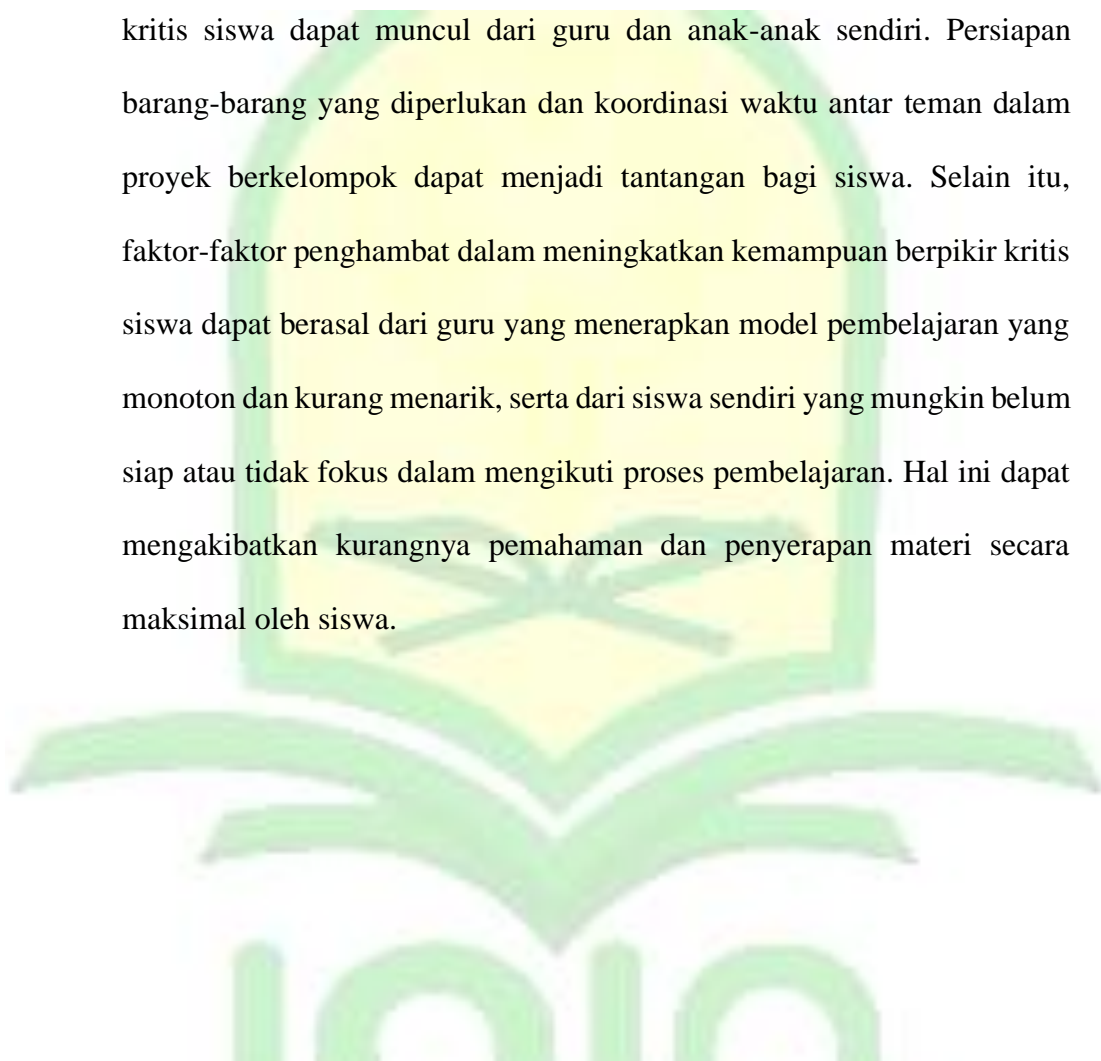 kritis siswa dapat muncul dari guru dan anak-anak sendiri. Persiapan
barang-barang yang diperlukan dan koordinasi waktu antar teman dalam
proyek berkelompok dapat menjadi tantangan bagi siswa. Selain itu,
faktor-faktor penghambat dalam meningkatkan kemampuan berpikir kritis
siswa dapat berasal dari guru yang menerapkan model pembelajaran yang
monoton dan kurang menarik, serta dari siswa sendiri yang mungkin belum
siap atau tidak fokus dalam mengikuti proses pembelajaran. Hal ini dapat
mengakibatkan kurangnya pemahaman dan penyerapan materi secara
maksimal oleh siswa.